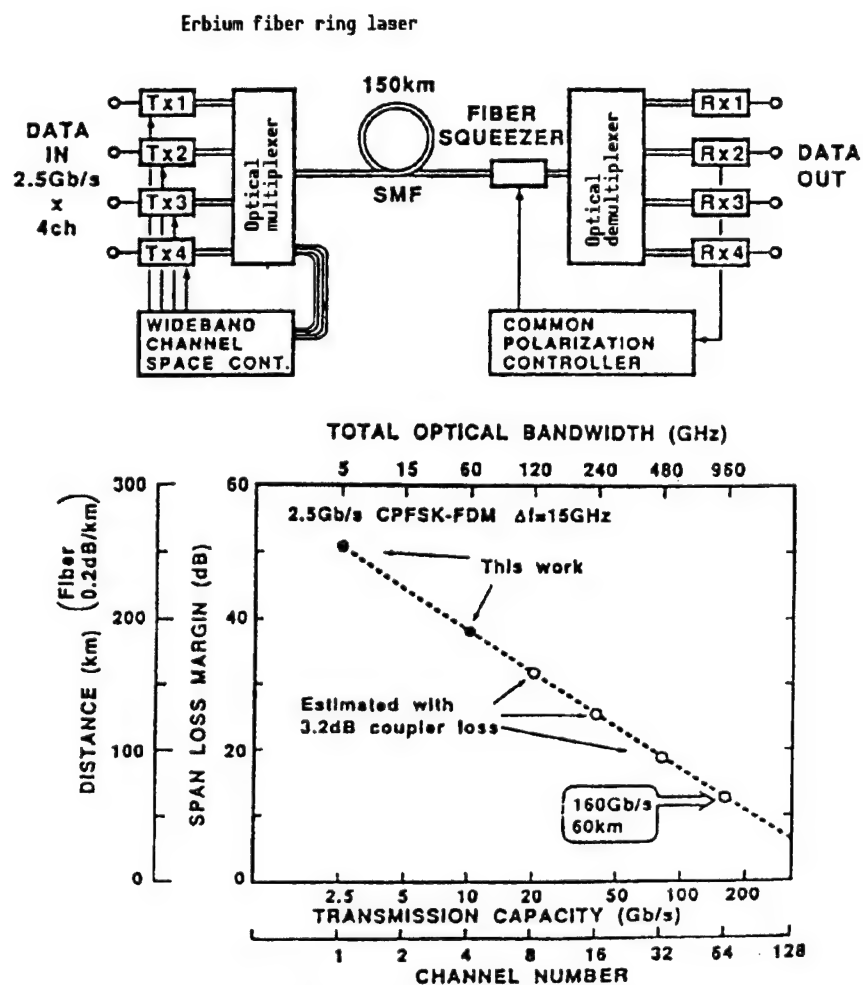 Erbium fiber ring laser
Tx1
Tx2
Tx3
Tx4
DATA
IN
2.5Gb/s
x
4ch
Optical
multiplexer
150km
SMF
FIBER
SQUEEZER
Optical
demultiplexer
Rx1
Rx2
Rx3
Rx4
DATA
OUT
WIDEBAND
CHANNEL
SPACE CONT.
COMMON
POLARIZATION
CONTROLLER
TOTAL OPTICAL BANDWIDTH (GHz)
5 15 60 120 240 480 960
2.5Gb/s CPFSK-FDM Δf=15GHz
This work
Estimated with
3.2dB coupler loss
160Gb/s
60km
DISTANCE (km) (Fiber 0.2dB/km)
300
200
100
0
SPAN LOSS MARGIN (dB)
60
40
20
0
2.5 5 10 20 50 100 200
TRANSMISSION CAPACITY (Gb/s)
1 2 4 8 16 32 64 128
CHANNEL NUMBER